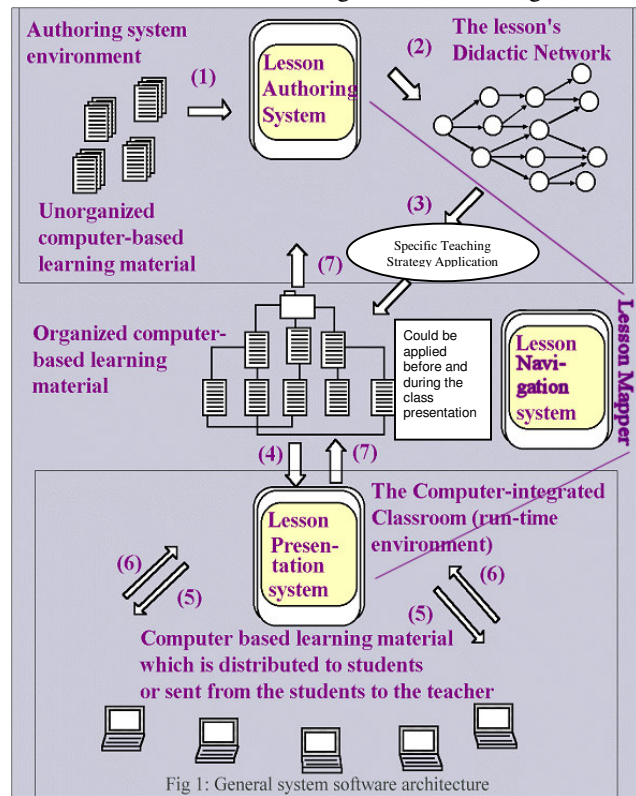 Authoring system
environment
(1)
Lesson
Authoring
System
(2)
The lesson's
Didactic Network
Unorganized
computer-based
learning material
(3)
Specific Teaching
Strategy Application
(7)
Organized computer-
based learning
material
Could be
applied
before and
during the
class
presentation
Lesson
Navi-
gation
system
Lesson Mapper
(4)
(7)
Lesson
Presen-
tation
system
The Computer-integrated
Classroom (run-time
environment)
(6)
(5)
(6)
(5)
Computer based learning material
which is distributed to students
or sent from the students to the teacher
Fig 1: General system software architecture